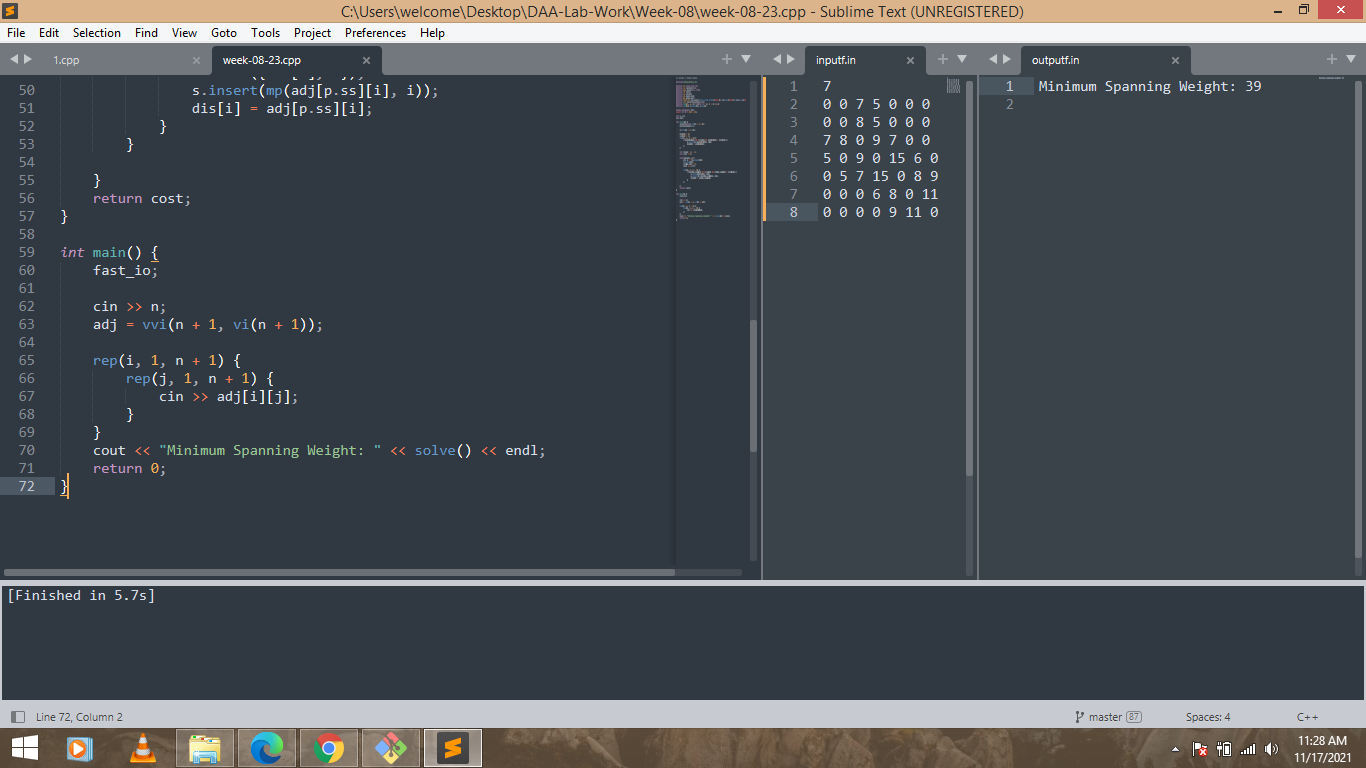 C:\Users\welcome\Desktop\DAA-Lab-Work\Week-08\week-08-23.cpp - Sublime Text (UNREGISTERED)
File Edit Selection Find View Goto Tools Project Preferences Help
1.cpp
week-08-23.cpp
50 s.insert(mp(adj[p.ss][i], i));
51 dis[i] = adj[p.ss][i];
52 }
53 }
54
55 }
56 return cost;
57 }
58
59 int main() {
60 fast_io;
61
62 cin >> n;
63 adj = vvi(n + 1, vi(n + 1));
64
65 rep(i, 1, n + 1) {
66 rep(j, 1, n + 1) {
67 cin >> adj[i][j];
68 }
69 }
70 cout << "Minimum Spanning Weight: " << solve() << endl;
71 return 0;
72 }
inputf.in
1 7
2 0 0 7 5 0 0 0
3 0 0 8 5 0 0 0
4 7 8 0 9 7 0 0
5 5 0 9 0 15 6 0
6 0 5 7 15 0 8 9
7 0 0 0 6 8 0 11
8 0 0 0 0 9 11 0
outputf.in
1 Minimum Spanning Weight: 39
2
[Finished in 5.7s]
Line 72, Column 2
master 87
Spaces: 4
C++
11:28 AM
11/17/2021